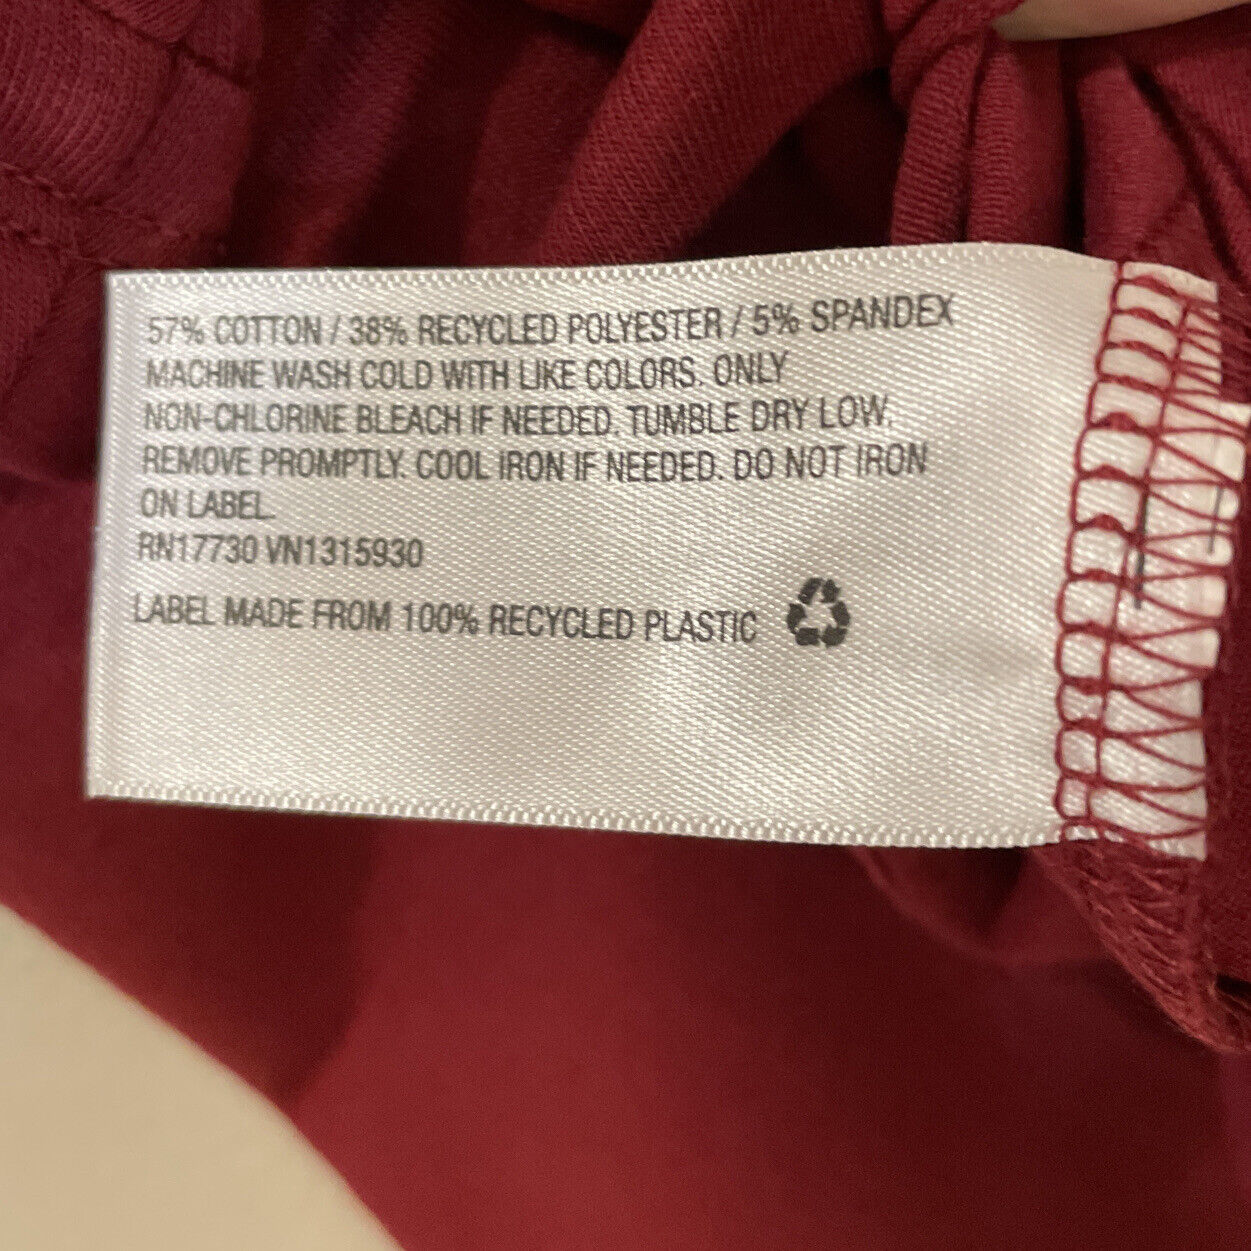 57% COTTON / 38% RECYCLED POLYESTER / 5% SPANDEX
MACHINE WASH COLD WITH LIKE COLORS. ONLY
NON-CHLORINE BLEACH IF NEEDED. TUMBLE DRY LOW.
REMOVE PROMPTLY. COOL IRON IF NEEDED. DO NOT IRON
ON LABEL.
RN17730 VN1315930
LABEL MADE FROM 100% RECYCLED PLASTIC